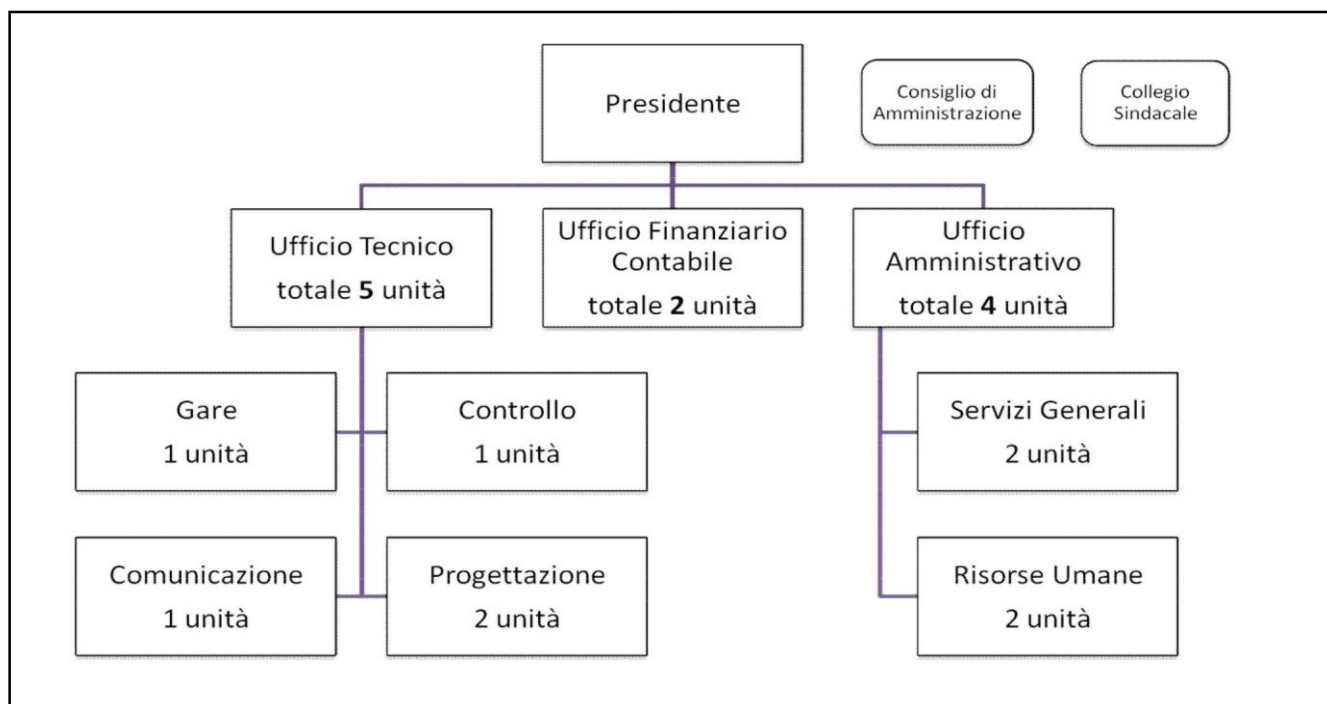 Presidente
Consiglio di
Amministrazione
Collegio
Sindacale
Ufficio Tecnico
totale 5 unità
Ufficio Finanziario
Contabile
totale 2 unità
Ufficio
Amministrativo
totale 4 unità
Gare
1 unità
Controllo
1 unità
Servizi Generali
2 unità
Comunicazione
1 unità
Progettazione
2 unità
Risorse Umane
2 unità